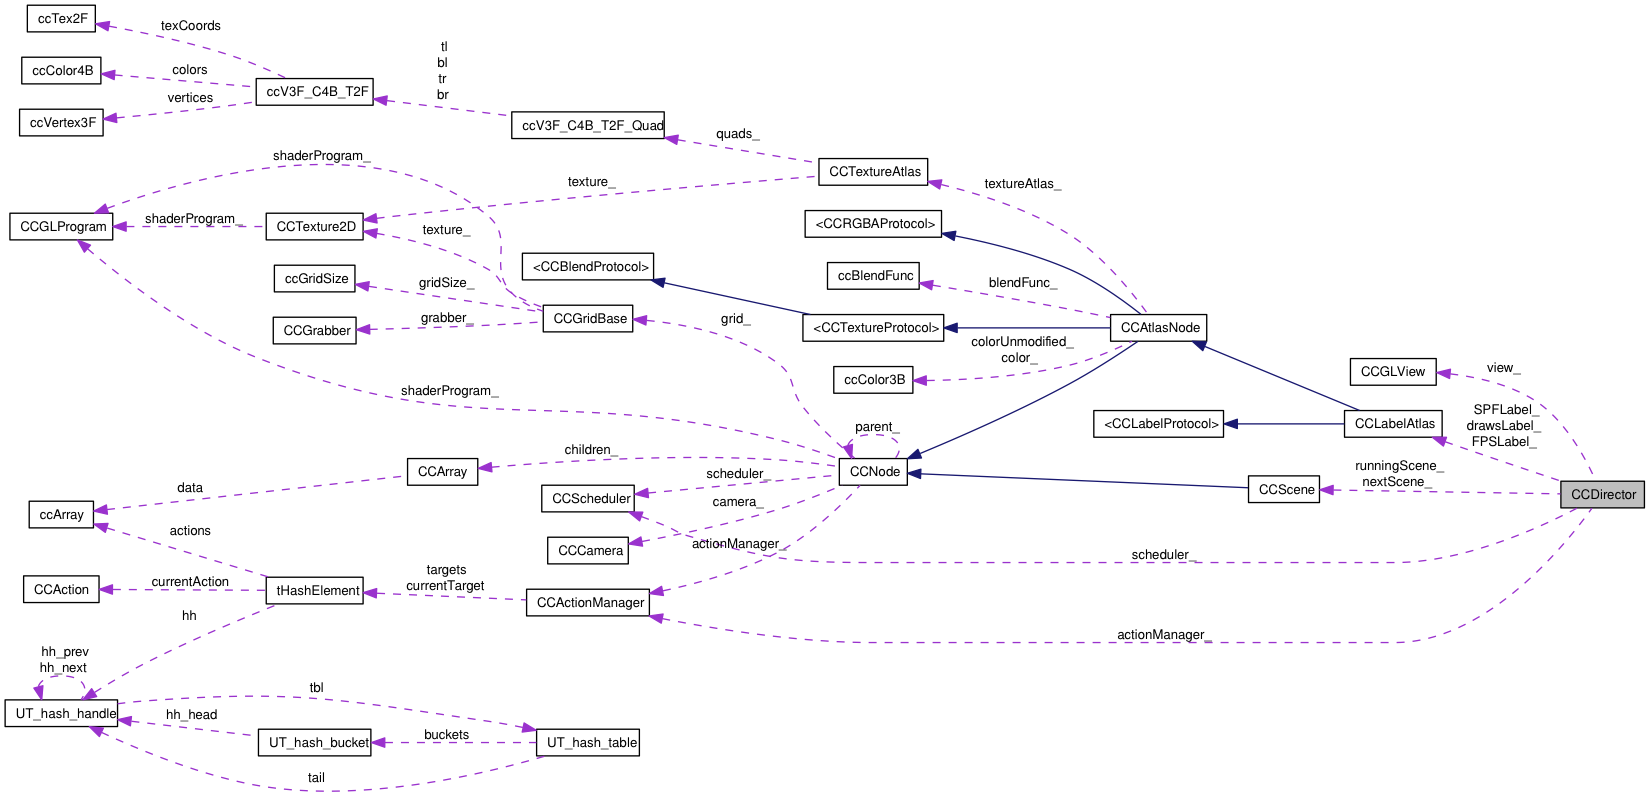 ccTex2F
texCoords
ccColor4B
colors
ccV3F_C4B_T2F
vertices
ccVertex3F
tl
bl
tr
br
ccV3F_C4B_T2F_Quad
quads_
CCTextureAtlas
textureAtlas_
shaderProgram_
texture_
CCGLProgram
shaderProgram_
CCTexture2D
texture_
<CCRGBAProtocol>
<CCBlendProtocol>
ccGridSize
gridSize_
ccBlendFunc
blendFunc_
CCGrabber
grabber_
CCGridBase
grid_
<CCTextureProtocol>
CCAtlasNode
colorUnmodified_
color_
ccColor3B
CCGLView
view_
shaderProgram_
<CCLabelProtocol>
CCLabelAtlas
SPFLabel_
drawsLabel_
FPSLabel_
parent_
CCNode
children_
CCArray
data
scheduler_
CCScheduler
camera_
CCCamera
CCScene
runningScene_
nextScene_
CCDirector
ccArray
actions
actionManager_
scheduler_
CCAction
currentAction
tHashElement
targets
currentTarget
CCActionManager
actionManager_
hh
hh_prev
hh_next
UT_hash_handle
tbl
hh_head
UT_hash_bucket
buckets
UT_hash_table
tail